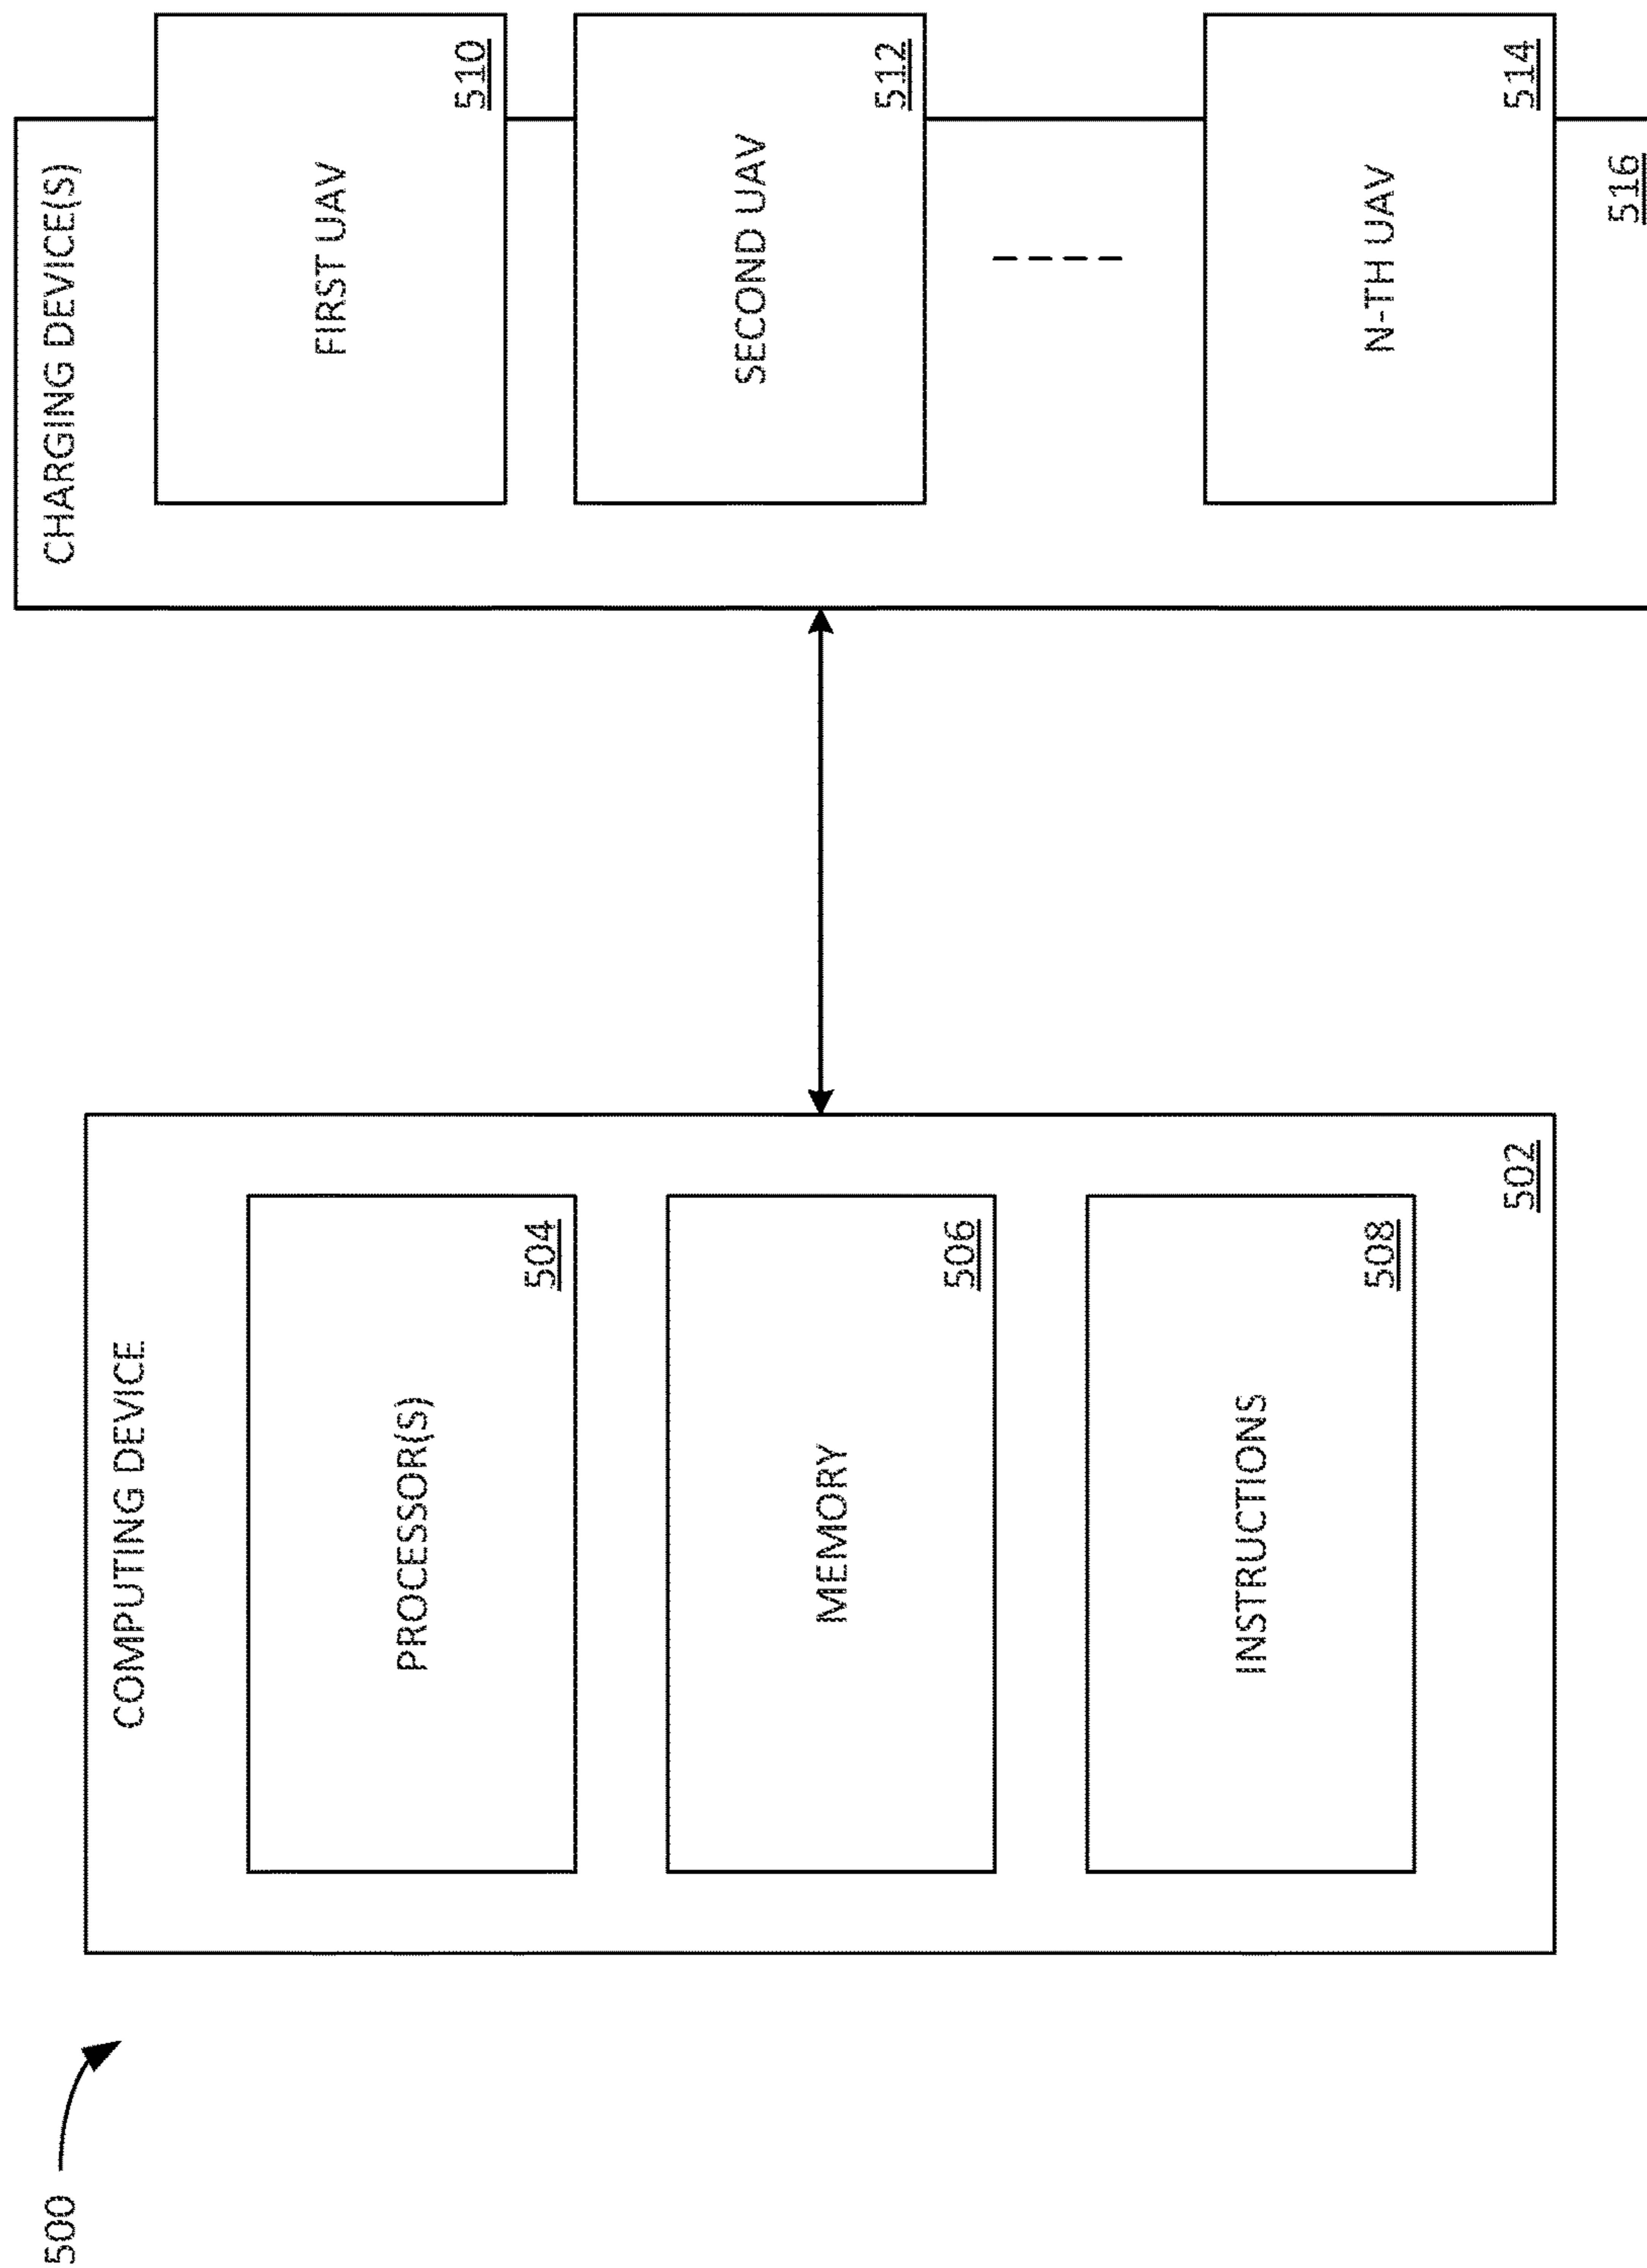 500
COMPUTING DEVICE
PROCESSOR(S)
504
MEMORY
506
INSTRUCTIONS
508
502
CHARGING DEVICE(S)
FIRST UAV
510
SECOND UAV
512
N-TH UAV
514
516